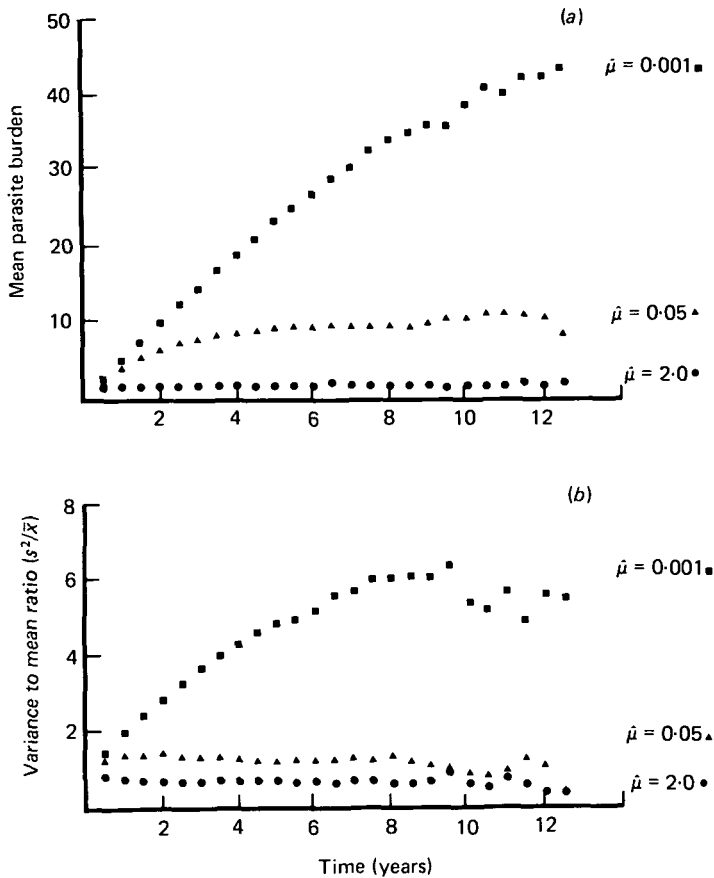 (a)
Mean parasite burden
50
40
30
20
10
2 4 6 8 10 12
μ̂ = 0·001
μ̂ = 0·05
μ̂ = 2·0
(b)
Variance to mean ratio (s²/x̄)
8
6
4
2
2 4 6 8 10 12
μ̂ = 0·001
μ̂ = 0·05
μ̂ = 2·0
Time (years)